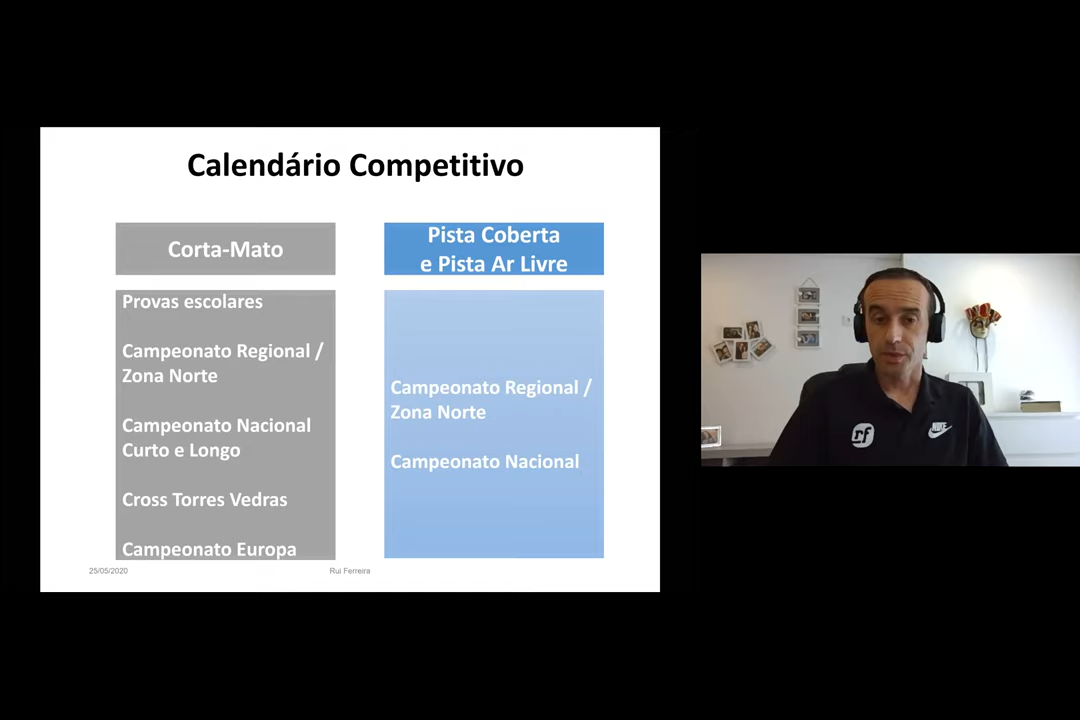 Calendário Competitivo
Corta-Mato
Provas escolares
Campeonato Regional /
Zona Norte
Campeonato Nacional
Curto e Longo
Cross Torres Vedras
Campeonato Europa
Pista Coberta
e Pista Ar Livre
Campeonato Regional /
Zona Norte
Campeonato Nacional
25/05/2020
Rui Ferreira
rf
NIKE